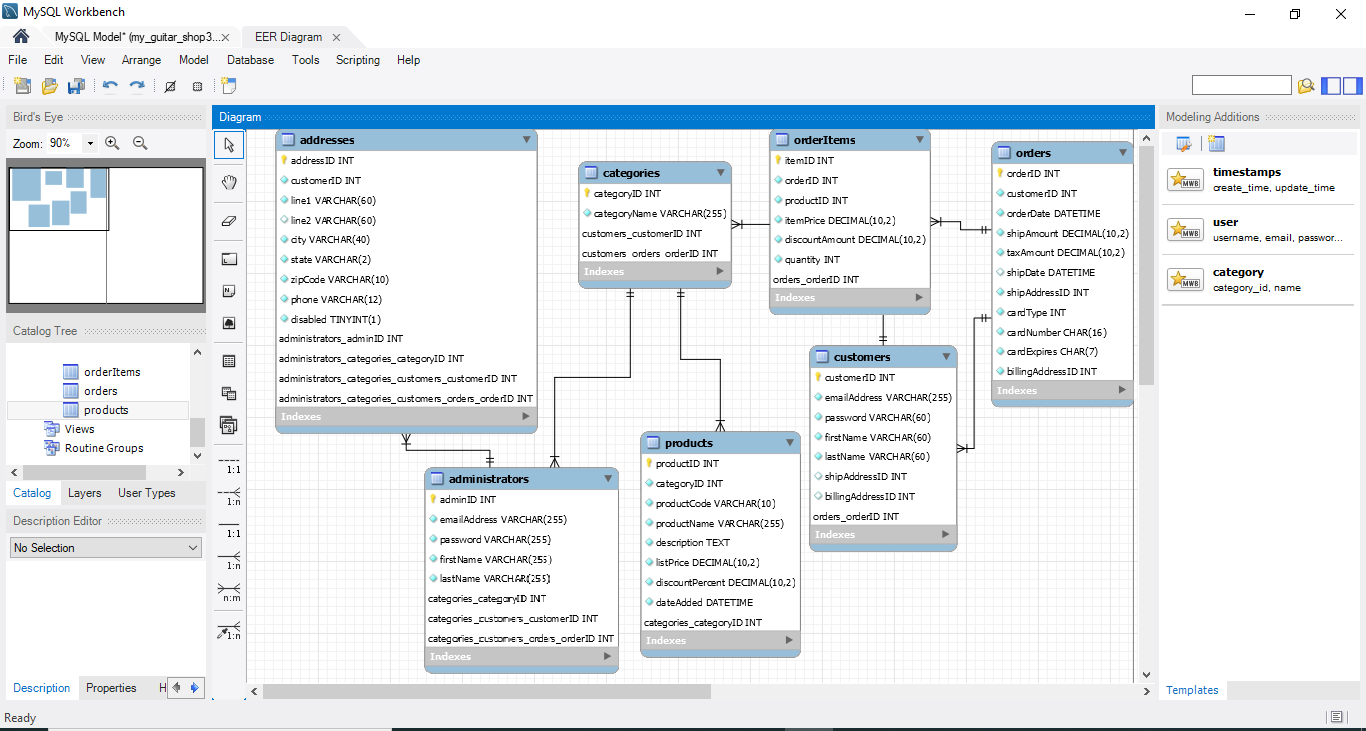 MySQL Workbench
MySQL Model* (my_guitar_shop3...
EER Diagram
File Edit View Arrange Model Database Tools Scripting Help
Bird's Eye
Zoom: 90%
Catalog Tree
orderItems
orders
products
Views
Routine Groups
Catalog Layers User Types
Description Editor
No Selection
Description Properties H
Ready
Diagram
1:1
1:n
1:1
1:n
n:m
1:n
addresses
addressID INT
customerID INT
line1 VARCHAR(60)
line2 VARCHAR(60)
city VARCHAR(40)
state VARCHAR(2)
zipCode VARCHAR(10)
phone VARCHAR(12)
disabled TINYINT(1)
administrators_adminID INT
administrators_categories_categoryID INT
administrators_categories_customers_customerID INT
administrators_categories_customers_orders_orderID INT
Indexes
categories
categoryID INT
categoryName VARCHAR(255)
customers_customerID INT
customers_orders_orderID INT
Indexes
orderItems
itemID INT
orderID INT
productID INT
itemPrice DECIMAL(10,2)
discountAmount DECIMAL(10,2)
quantity INT
orders_orderID INT
Indexes
orders
orderID INT
customerID INT
orderDate DATETIME
shipAmount DECIMAL(10,2)
taxAmount DECIMAL(10,2)
shipDate DATETIME
shipAddressID INT
cardType INT
cardNumber CHAR(16)
cardExpires CHAR(7)
billingAddressID INT
Indexes
customers
customerID INT
emailAddress VARCHAR(255)
password VARCHAR(60)
firstName VARCHAR(60)
lastName VARCHAR(60)
shipAddressID INT
billingAddressID INT
orders_orderID INT
Indexes
products
productID INT
categoryID INT
productCode VARCHAR(10)
productName VARCHAR(255)
description TEXT
listPrice DECIMAL(10,2)
discountPercent DECIMAL(10,2)
dateAdded DATETIME
categories_categoryID INT
Indexes
administrators
adminID INT
emailAddress VARCHAR(255)
password VARCHAR(255)
firstName VARCHAR(255)
lastName VARCHAR(255)
categories_categoryID INT
categories_customers_customerID INT
categories_customers_orders_orderID INT
Indexes
Modeling Additions
MWB
timestamps
create_time, update_time
MWB
user
username, email, passwor...
MWB
category
category_id, name
Templates